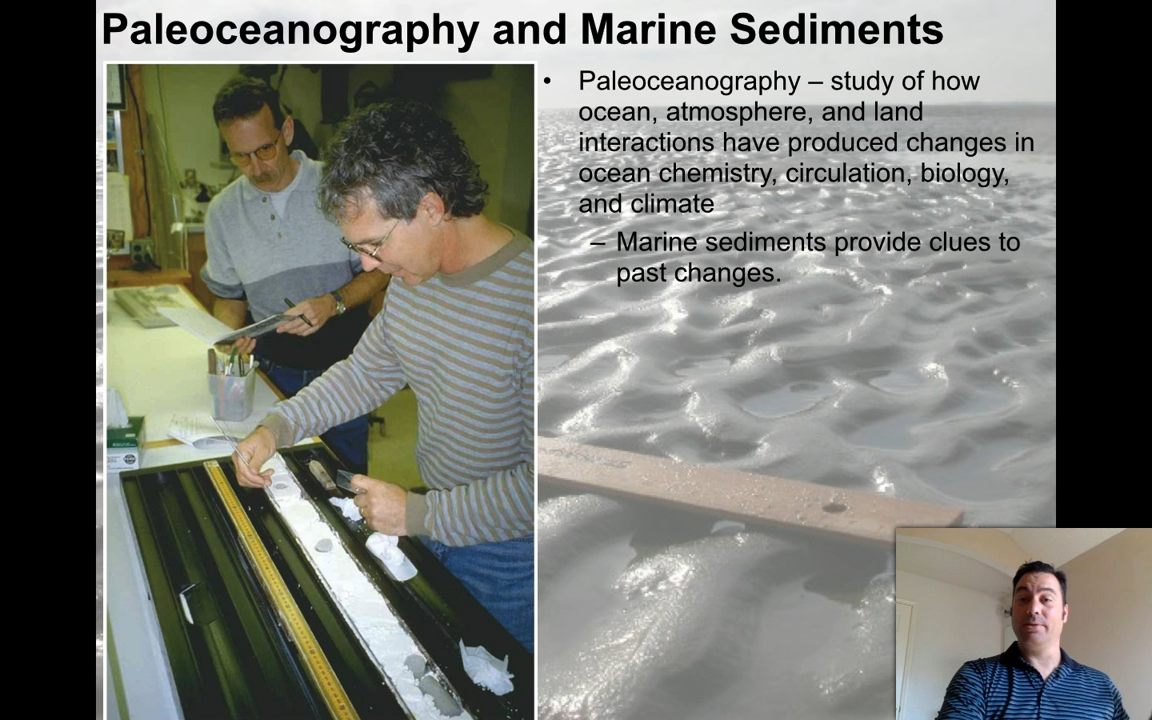 Paleoceanography and Marine Sediments
• Paleoceanography – study of how
ocean, atmosphere, and land
interactions have produced changes in
ocean chemistry, circulation, biology,
and climate
– Marine sediments provide clues to
past changes.